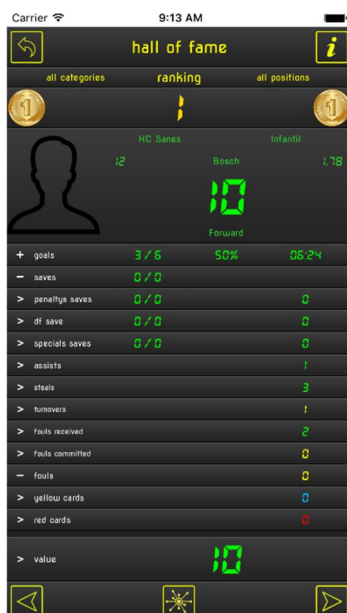 Carrier 9:13 AM
hall of fame i
all categories ranking all positions
1 1 1
HC Sanes Infantil
12 Bosch 1.78
10
Forward
+ goals 3/6 50% 06:24
- saves 0/0
> penaltys saves 0/0 0
> df save 0/0 0
> specials saves 0/0 0
> assists 1
> steals 3
> turnovers 1
> fouls received 2
> fouls committed 0
- fouls 0
> yellow cards 0
> red cards 0
> value 10